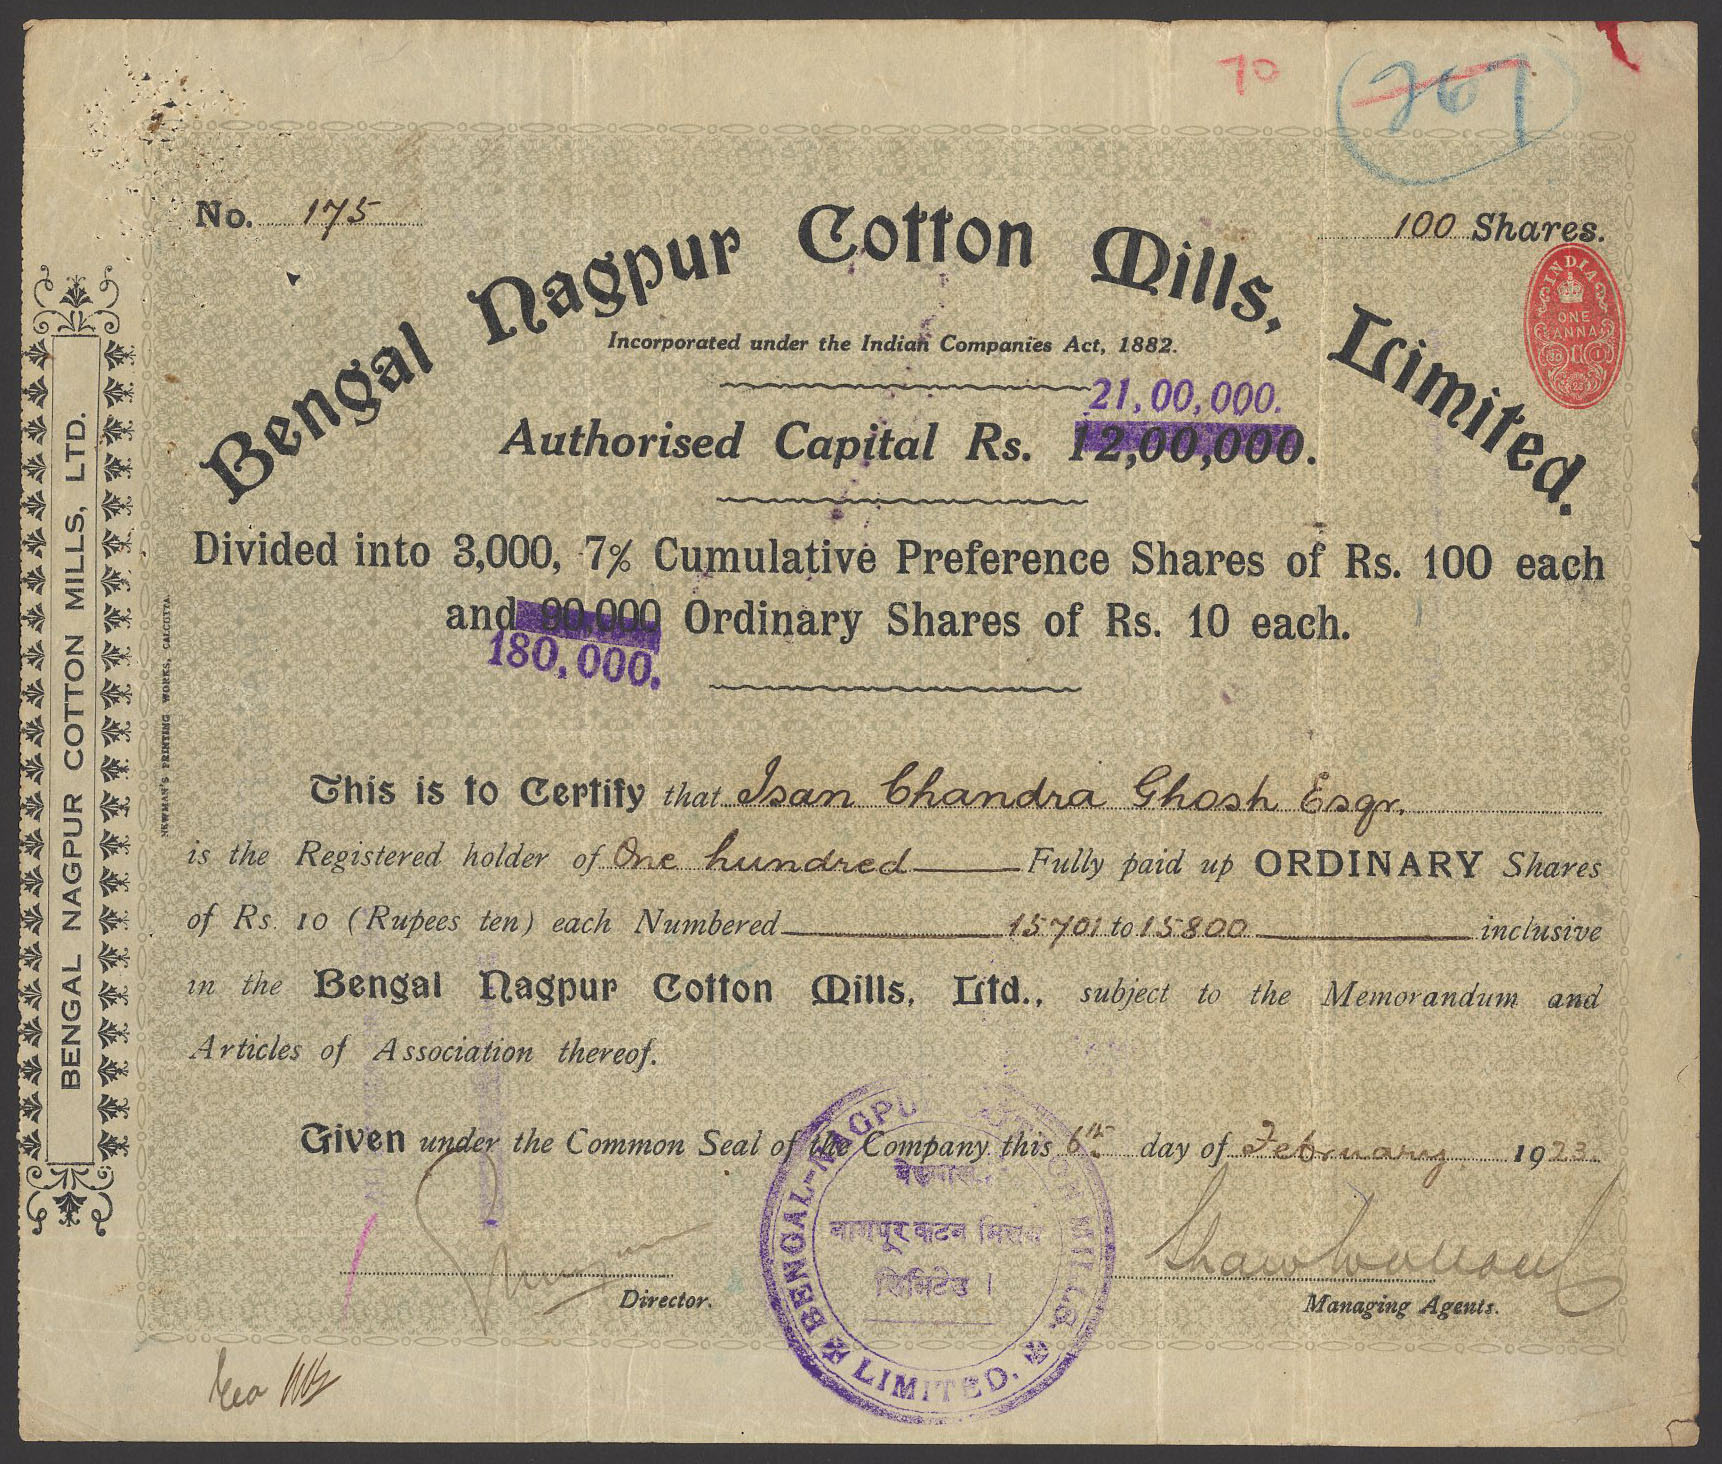 70
267
No. 175
100 Shares.
Bengal Nagpur Cotton Mills, Limited.
INDIA
ONE
ANNA
Incorporated under the Indian Companies Act, 1882.
21,00,000.
Authorised Capital Rs. 12,00,000.
Divided into 3,000, 7% Cumulative Preference Shares of Rs. 100 each
and 90,000 Ordinary Shares of Rs. 10 each.
180,000.
This is to Certify that Isan Chandra Ghosh Esqr.
is the Registered holder of One hundred Fully paid up ORDINARY Shares
of Rs. 10 (Rupees ten) each Numbered 15701 to 15800 inclusive
in the Bengal Nagpur Cotton Mills, Ltd., subject to the Memorandum and
Articles of Association thereof.
Given under the Common Seal of the Company this 6th day of February 1923
Shaw Wallace & Co
Director.
Managing Agents.
BENGAL-NAGPUR COTTON MILLS
LIMITED.
नागपूर काटन मिल्स
लिमिटेड।
BENGAL NAGPUR COTTON MILLS, LTD.
NEWMAN'S PRINTING WORKS, CALCUTTA.